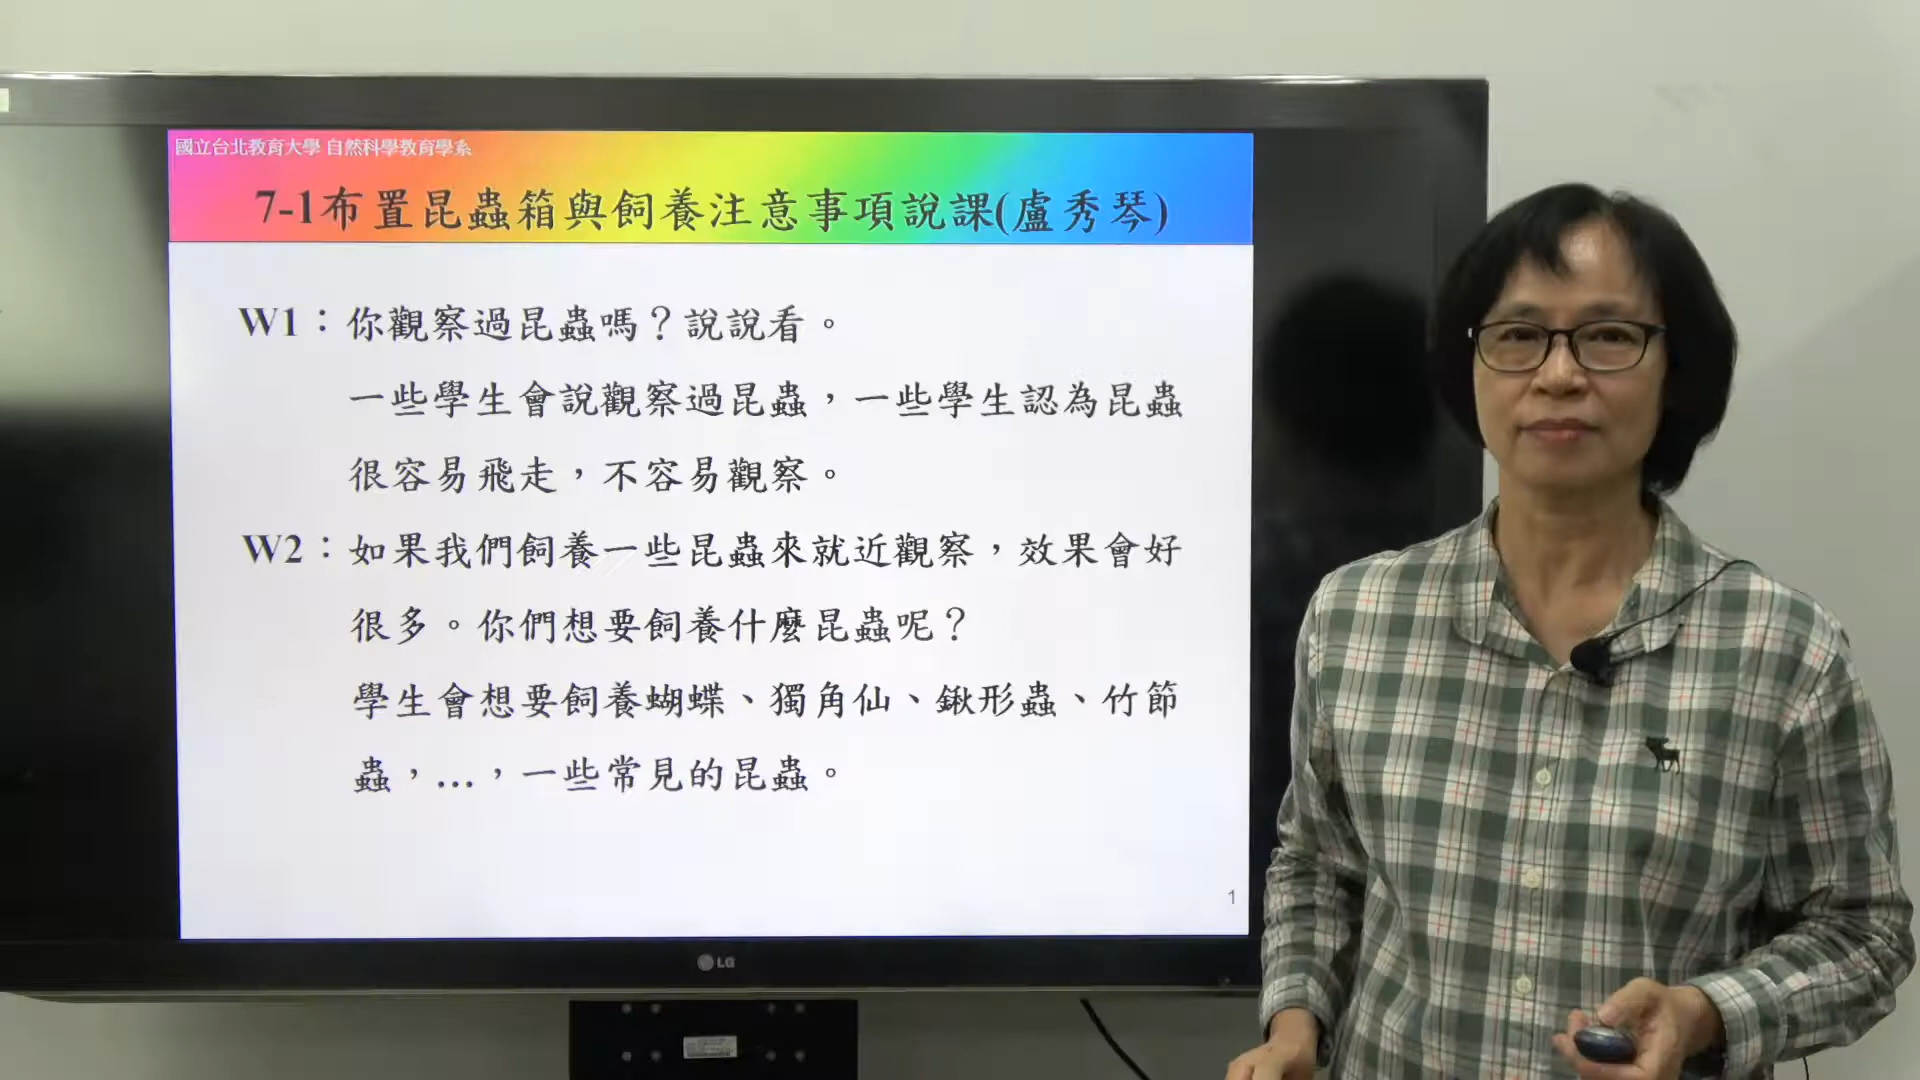 國立台北教育大學 自然科學教育學系
7-1布置昆蟲箱與飼養注意事項說課(盧秀琴)
W1：你觀察過昆蟲嗎？說說看。
一些學生會說觀察過昆蟲，一些學生認為昆蟲
很容易飛走，不容易觀察。
W2：如果我們飼養一些昆蟲來就近觀察，效果會好
很多。你們想要飼養什麼昆蟲呢？
學生會想要飼養蝴蝶、獨角仙、鍬形蟲、竹節
蟲，…，一些常見的昆蟲。
1
LG